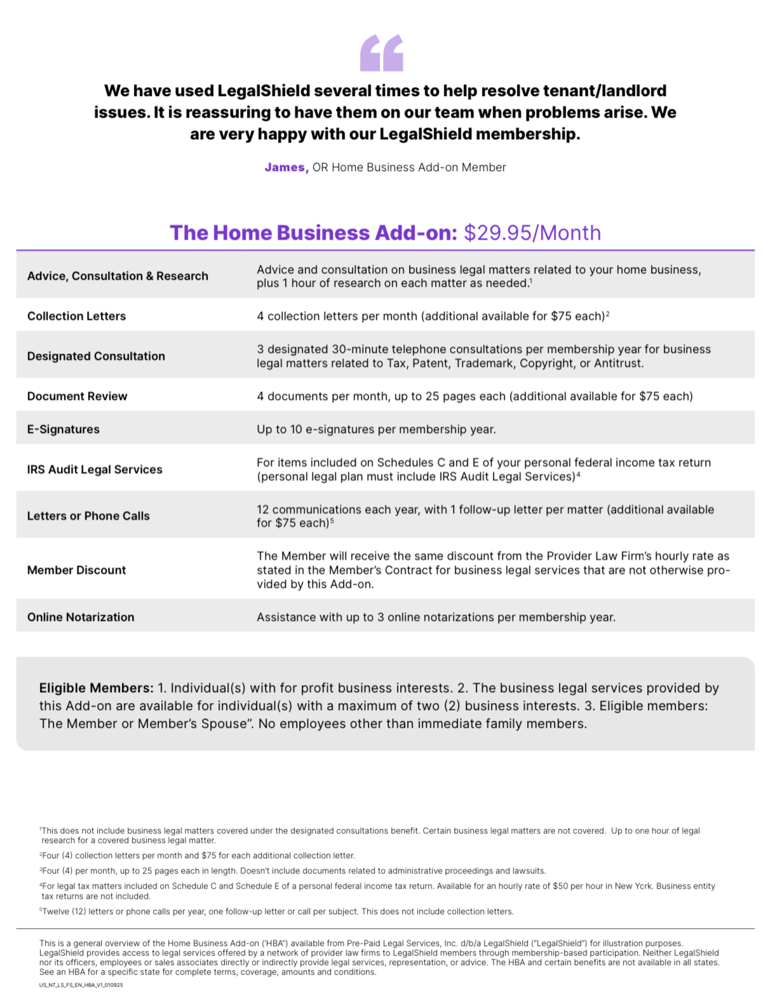 We have used LegalShield several times to help resolve tenant/landlord
issues. It is reassuring to have them on our team when problems arise. We
are very happy with our LegalShield membership.
James, OR Home Business Add-on Member
The Home Business Add-on: $29.95/Month
Advice, Consultation & Research
Advice and consultation on business legal matters related to your home business,
plus 1 hour of research on each matter as needed.¹
Collection Letters
4 collection letters per month (additional available for $75 each)²
Designated Consultation
3 designated 30-minute telephone consultations per membership year for business
legal matters related to Tax, Patent, Trademark, Copyright, or Antitrust.
Document Review
4 documents per month, up to 25 pages each (additional available for $75 each)
E-Signatures
Up to 10 e-signatures per membership year.
IRS Audit Legal Services
For items included on Schedules C and E of your personal federal income tax return
(personal legal plan must include IRS Audit Legal Services)⁴
Letters or Phone Calls
12 communications each year, with 1 follow-up letter per matter (additional available
for $75 each)⁵
Member Discount
The Member will receive the same discount from the Provider Law Firm's hourly rate as
stated in the Member's Contract for business legal services that are not otherwise pro-
vided by this Add-on.
Online Notarization
Assistance with up to 3 online notarizations per membership year.
Eligible Members: 1. Individual(s) with for profit business interests. 2. The business legal services provided by
this Add-on are available for individual(s) with a maximum of two (2) business interests. 3. Eligible members:
The Member or Member's Spouse”. No employees other than immediate family members.
¹This does not include business legal matters covered under the designated consultations benefit. Certain business legal matters are not covered. Up to one hour of legal
research for a covered business legal matter.
²Four (4) collection letters per month and $75 for each additional collection letter.
³Four (4) per month, up to 25 pages each in length. Doesn't include documents related to administrative proceedings and lawsuits.
⁴For legal tax matters included on Schedule C and Schedule E of a personal federal income tax return. Available for an hourly rate of $50 per hour in New York. Business entity
tax returns are not included.
⁵Twelve (12) letters or phone calls per year, one follow-up letter or call per subject. This does not include collection letters.
This is a general overview of the Home Business Add-on (‘HBA”) available from Pre-Paid Legal Services, Inc. d/b/a LegalShield (“LegalShield”) for illustration purposes.
LegalShield provides access to legal services offered by a network of provider law firms to LegalShield members through membership-based participation. Neither LegalShield
nor its officers, employees or sales associates directly or indirectly provide legal services, representation, or advice. The HBA and certain benefits are not available in all states.
See an HBA for a specific state for complete terms, coverage, amounts and conditions.
US_NT_LS_FS_EN_HBA_V1_010925